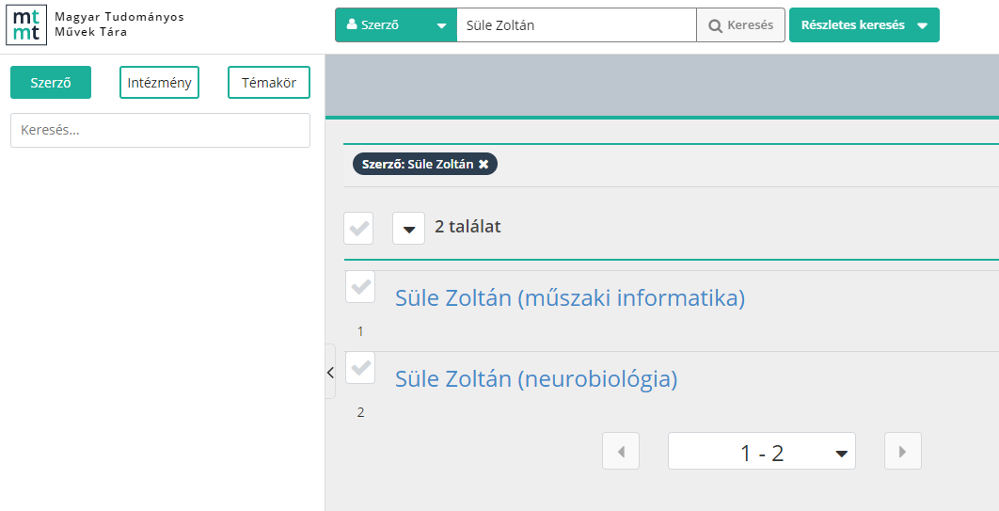 mt
mt
Magyar Tudományos
Művek Tára
Szerző
Süle Zoltán
Keresés
Részletes keresés
Szerző
Intézmény
Témakör
Keresés...
Szerző: Süle Zoltán
2 találat
Süle Zoltán (műszaki informatika)
1
Süle Zoltán (neurobiológia)
2
1 - 2